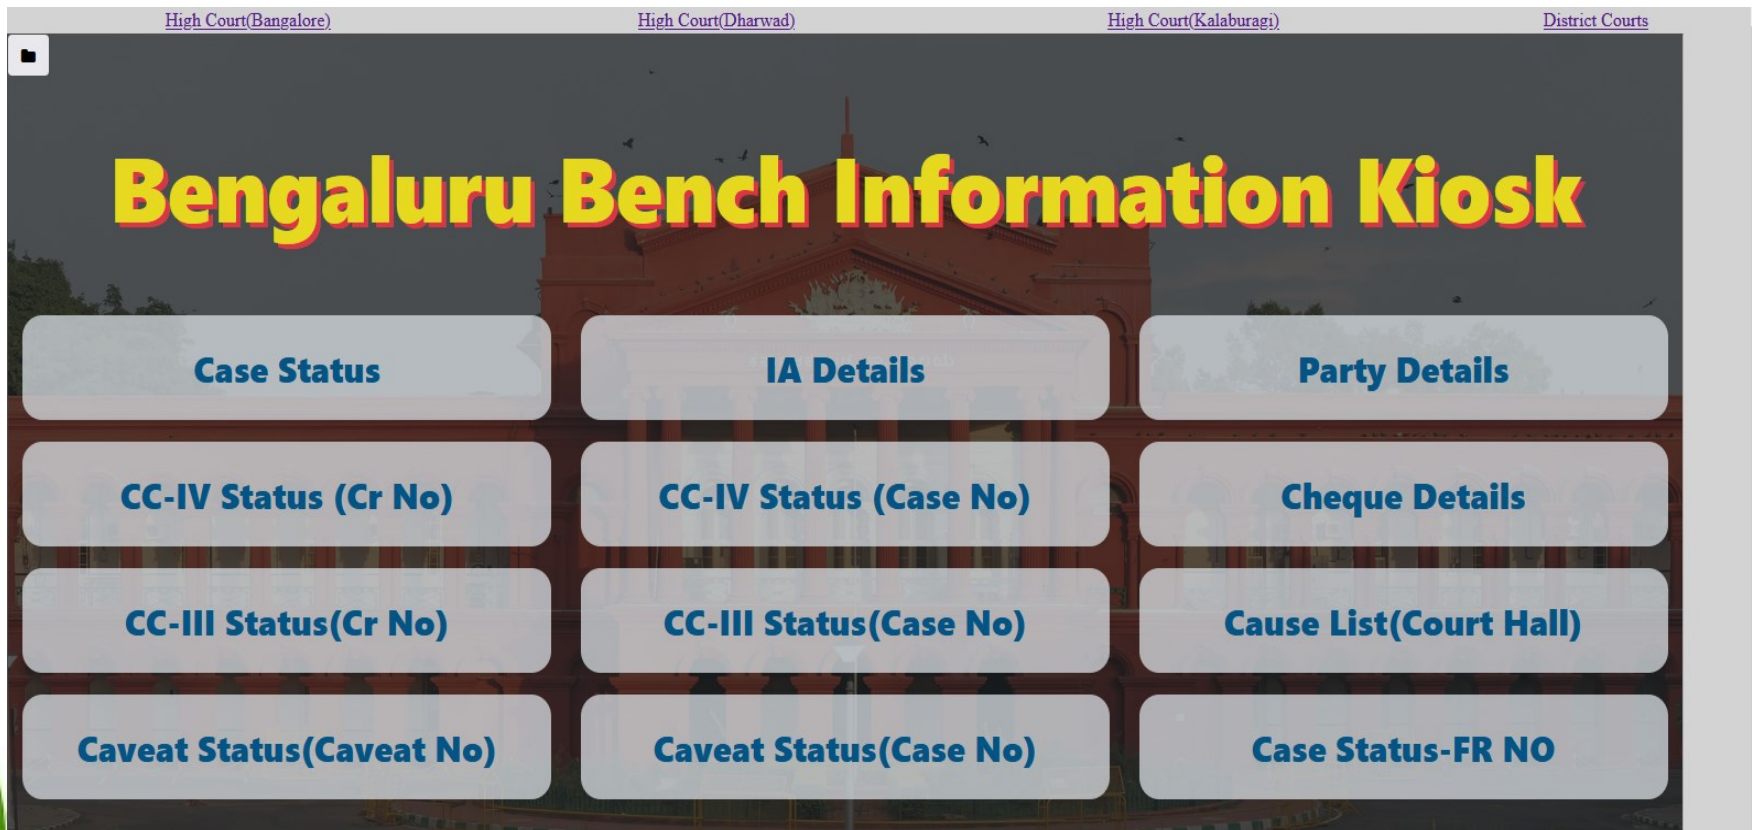 High Court(Bangalore) High Court(Dharwad) High Court(Kalaburagi) District Courts
Bengaluru Bench Information Kiosk
Case Status IA Details Party Details
CC-IV Status (Cr No) CC-IV Status (Case No) Cheque Details
CC-III Status(Cr No) CC-III Status(Case No) Cause List(Court Hall)
Caveat Status(Caveat No) Caveat Status(Case No) Case Status-FR NO